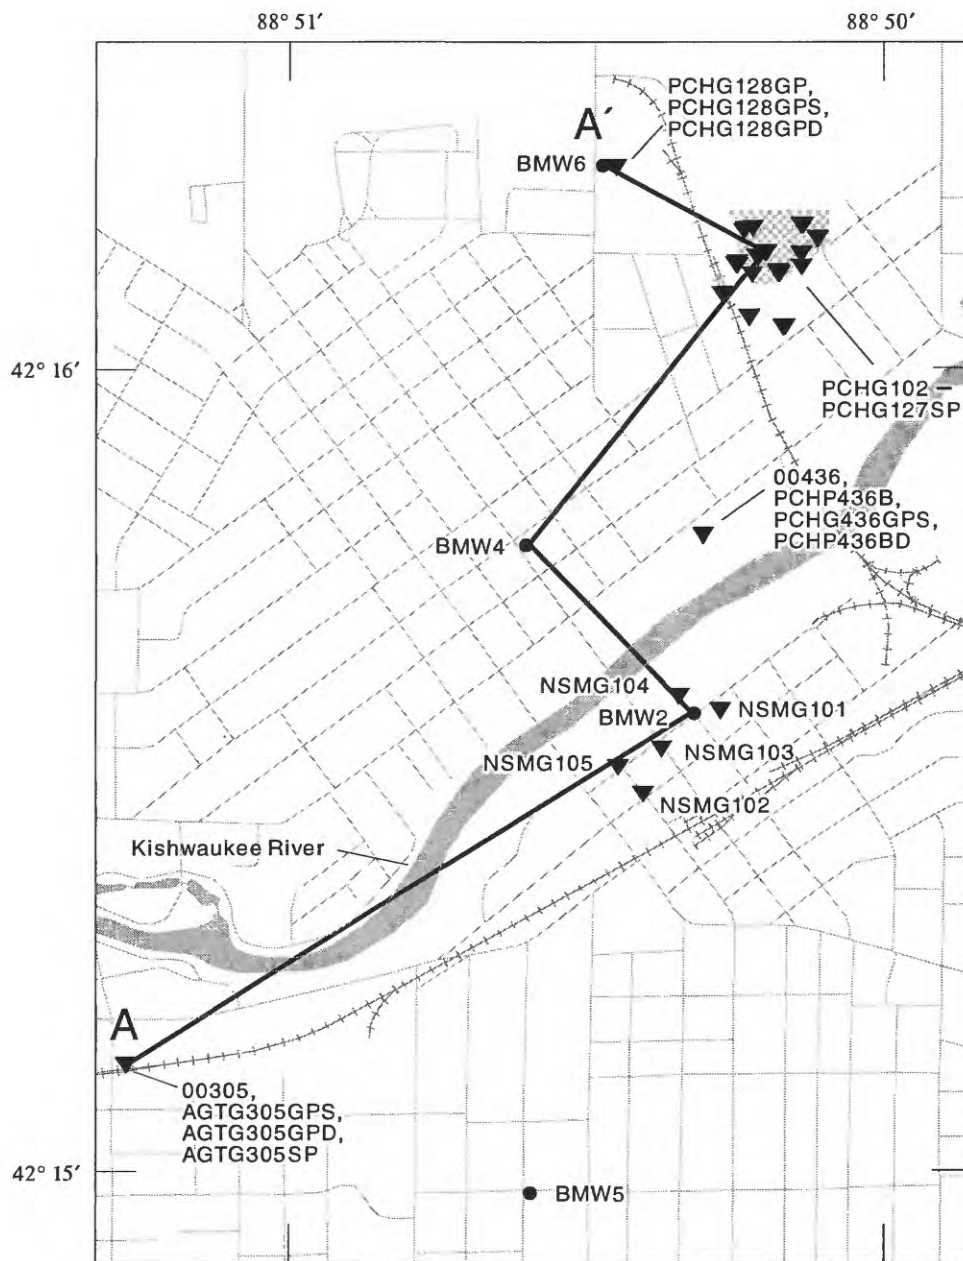 88° 51′
88° 50′
PCHG128GP,
PCHG128GPS,
PCHG128GPD
A′
BMW6
42° 16′
PCHG102 –
PCHG127SP
00436,
PCHP436B,
PCHG436GPS,
PCHP436BD
BMW4
NSMG104
BMW2
NSMG101
NSMG103
NSMG105
NSMG102
Kishwaukee River
A
00305,
AGTG305GPS,
AGTG305GPD,
AGTG305SP
42° 15′
BMW5